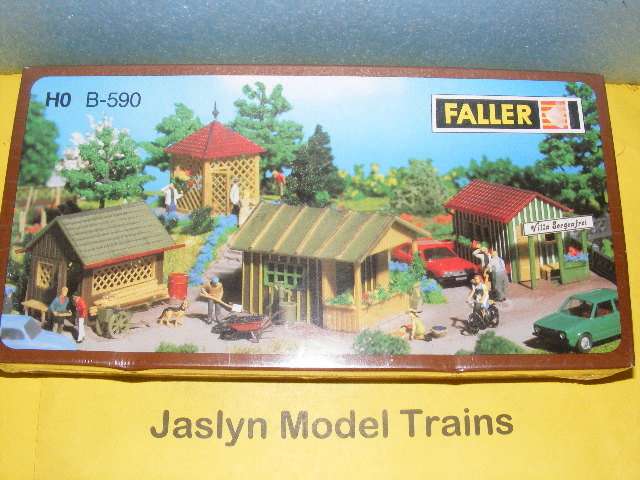 H0 B-590
FALLER
Villa Sorgenfrei
Jaslyn Model Trains